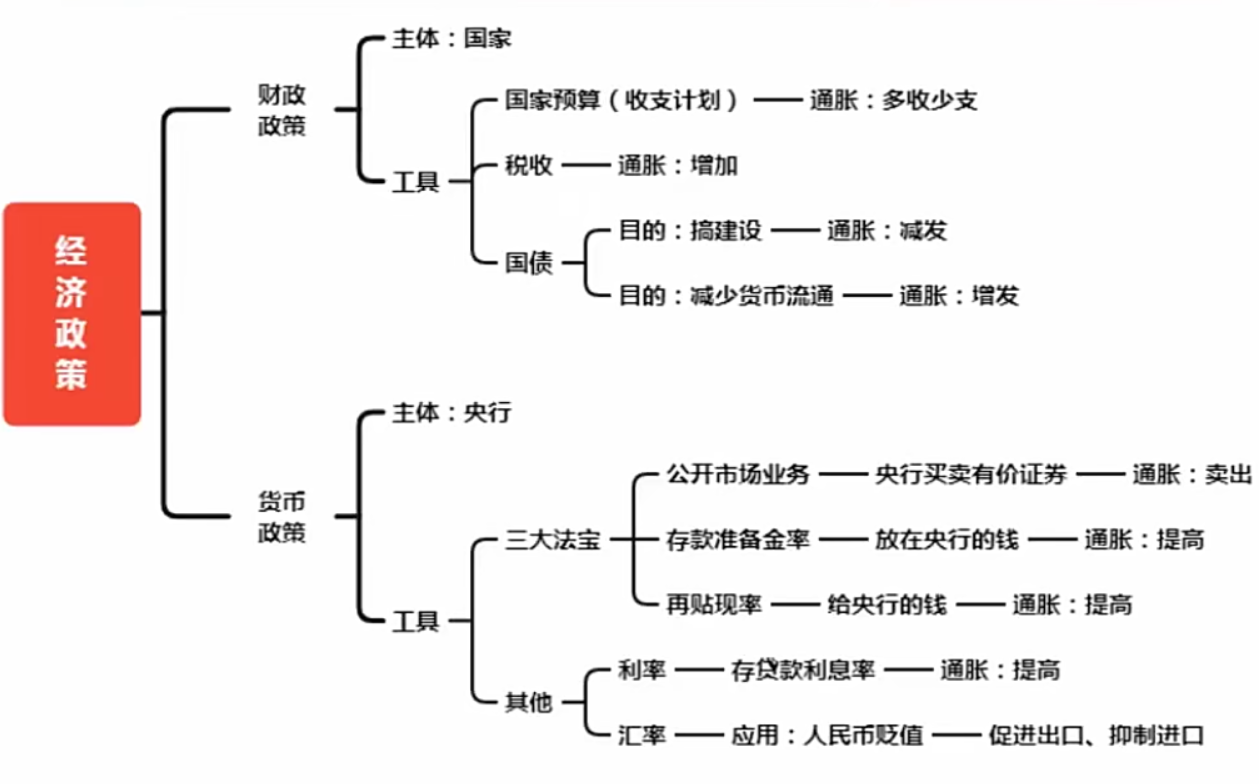 经济政策
财政
政策
主体：国家
工具
国家预算（收支计划）
通胀：多收少支
税收
通胀：增加
国债
目的：搞建设
通胀：减发
目的：减少货币流通
通胀：增发
货币
政策
主体：央行
工具
三大法宝
公开市场业务
央行买卖有价证券
通胀：卖出
存款准备金率
放在央行的钱
通胀：提高
再贴现率
给央行的钱
通胀：提高
其他
利率
存贷款利息率
通胀：提高
汇率
应用：人民币贬值
促进出口、抑制进口